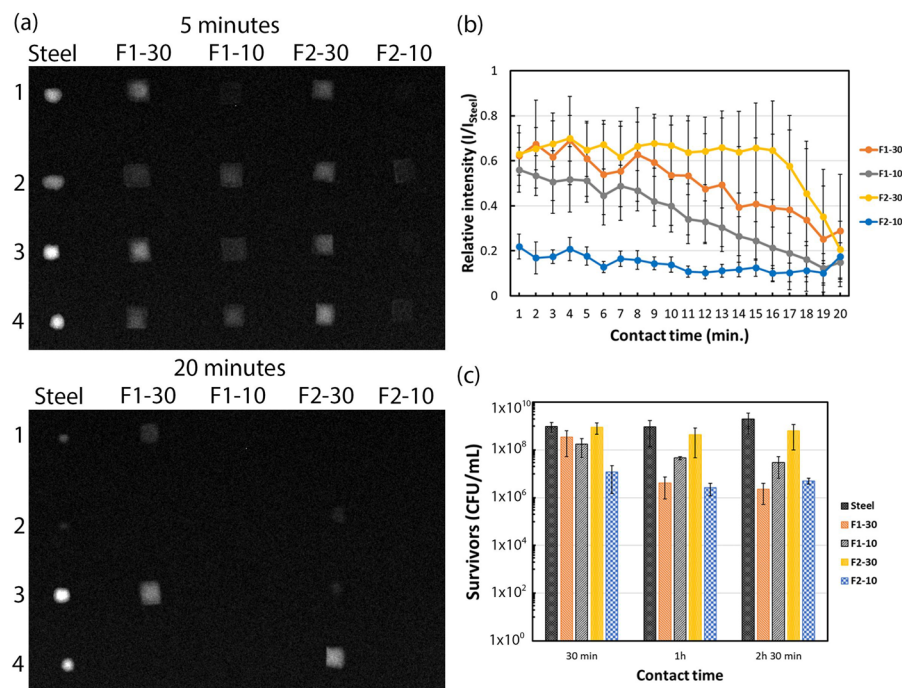 (a)
5 minutes
Steel F1-30 F1-10 F2-30 F2-10
1
2
3
4
20 minutes
Steel F1-30 F1-10 F2-30 F2-10
1
2
3
4
(b)
Relative intensity (I/ISteel)
1
0.8
0.6
0.4
0.2
0
1 2 3 4 5 6 7 8 9 10 11 12 13 14 15 16 17 18 19 20
Contact time (min.)
F1-30
F1-10
F2-30
F2-10
(c)
Survivors (CFU/mL)
1x10^10
1x10^8
1x10^6
1x10^4
1x10^2
1x10^0
30 min 1h 2h 30 min
Contact time
Steel
F1-30
F1-10
F2-30
F2-10